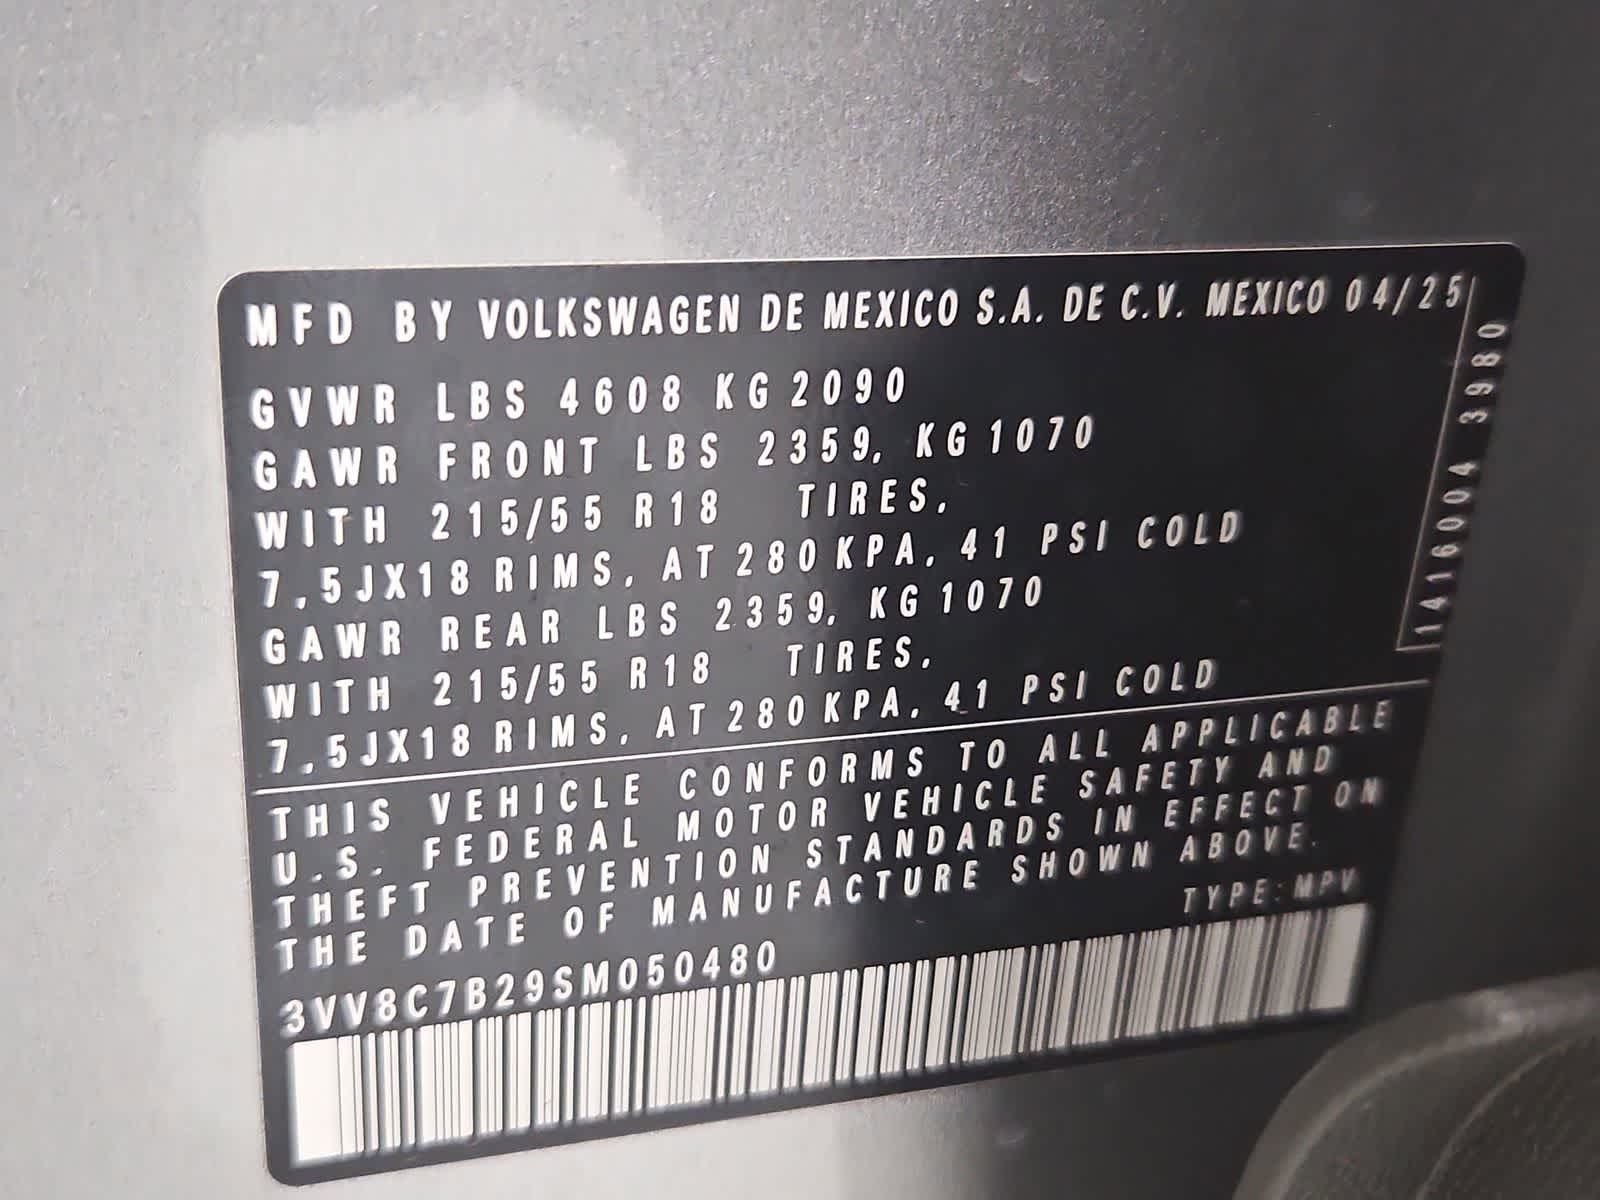 MFD BY VOLKSWAGEN DE MEXICO S.A. DE C.V. MEXICO 04/25
GVWR LBS 4608 KG 2090
GAWR FRONT LBS 2359, KG 1070
WITH 215/55 R18 TIRES,
7,5JX18 RIMS, AT 280 KPA, 41 PSI COLD
GAWR REAR LBS 2359, KG 1070
WITH 215/55 R18 TIRES,
7,5JX18 RIMS, AT 280 KPA, 41 PSI COLD
1416004 3980
THIS VEHICLE CONFORMS TO ALL APPLICABLE
U.S. FEDERAL MOTOR VEHICLE SAFETY AND
THEFT PREVENTION STANDARDS IN EFFECT ON
THE DATE OF MANUFACTURE SHOWN ABOVE.
TYPE: MPV
3VV8C7B29SM050480